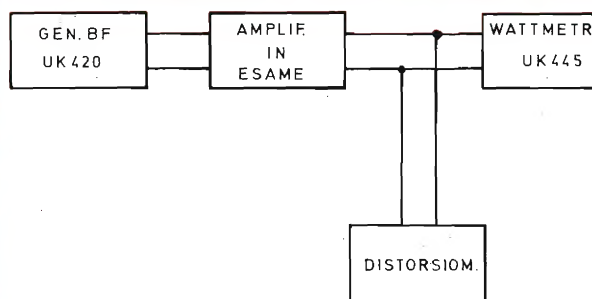 GEN. BF
UK 420
AMPLIF.
IN
ESAME
WATTMETR
UK 445
DISTORSIOM.